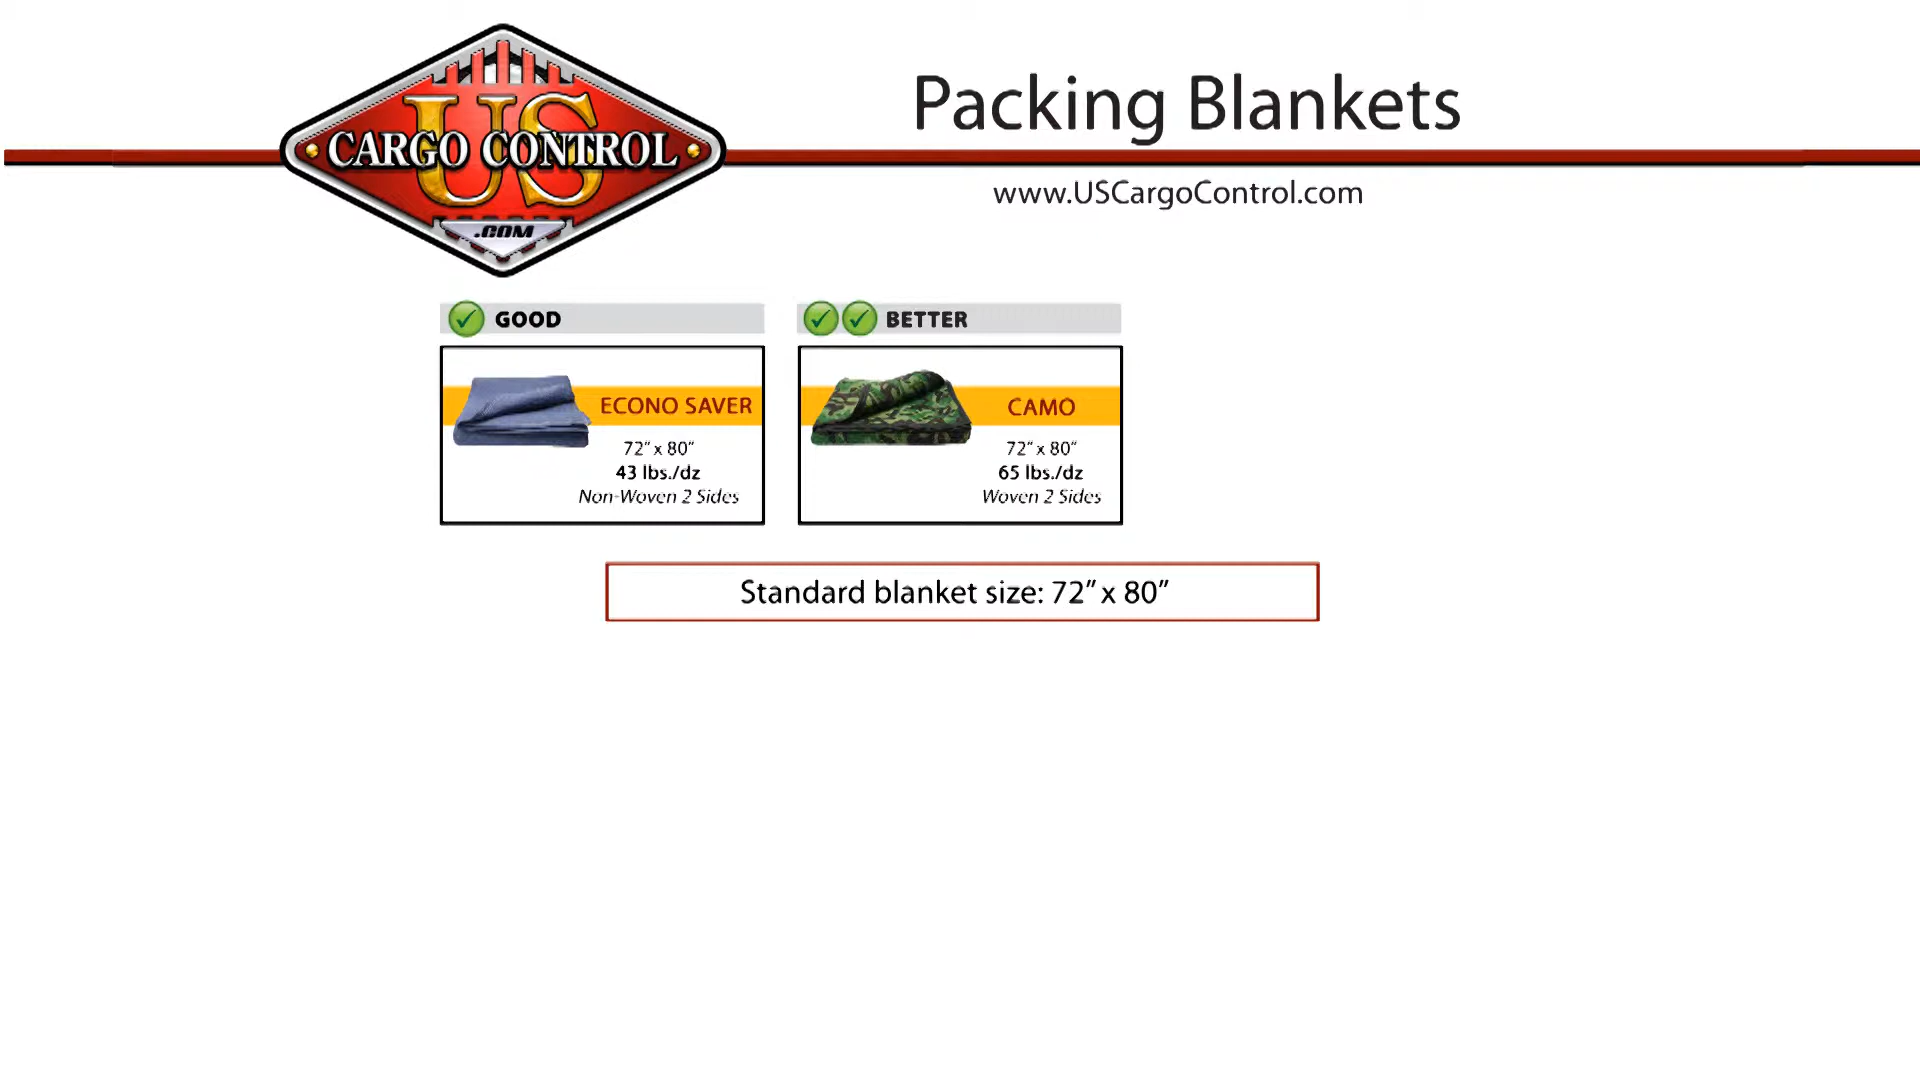 US
CARGO CONTROL
.COM
Packing Blankets
www.USCargoControl.com
GOOD
ECONO SAVER
72” x 80”
43 lbs./dz
Non-Woven 2 Sides
BETTER
CAMO
72” x 80”
65 lbs./dz
Woven 2 Sides
Standard blanket size: 72” x 80”